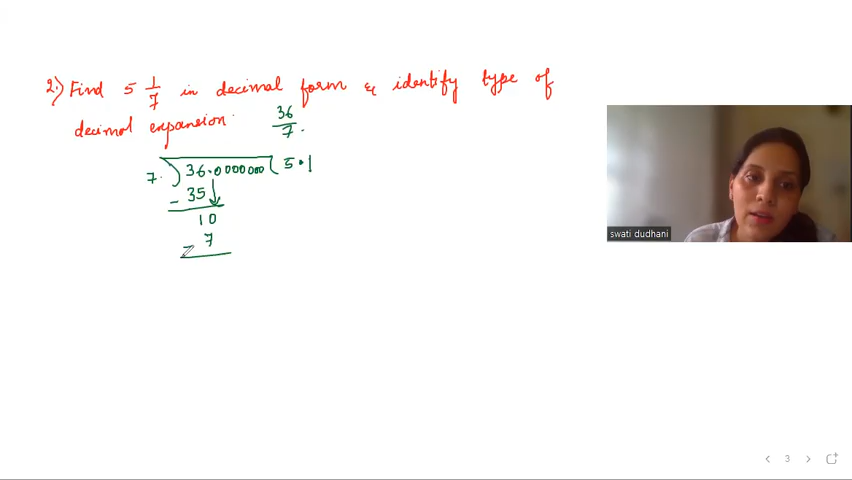 2.) Find 5 1/7 in decimal form & identify type of
decimal expansion.
36/7.
7. ) 36.0000000 ( 5.1
- 35
10
7
swati dudhani
3